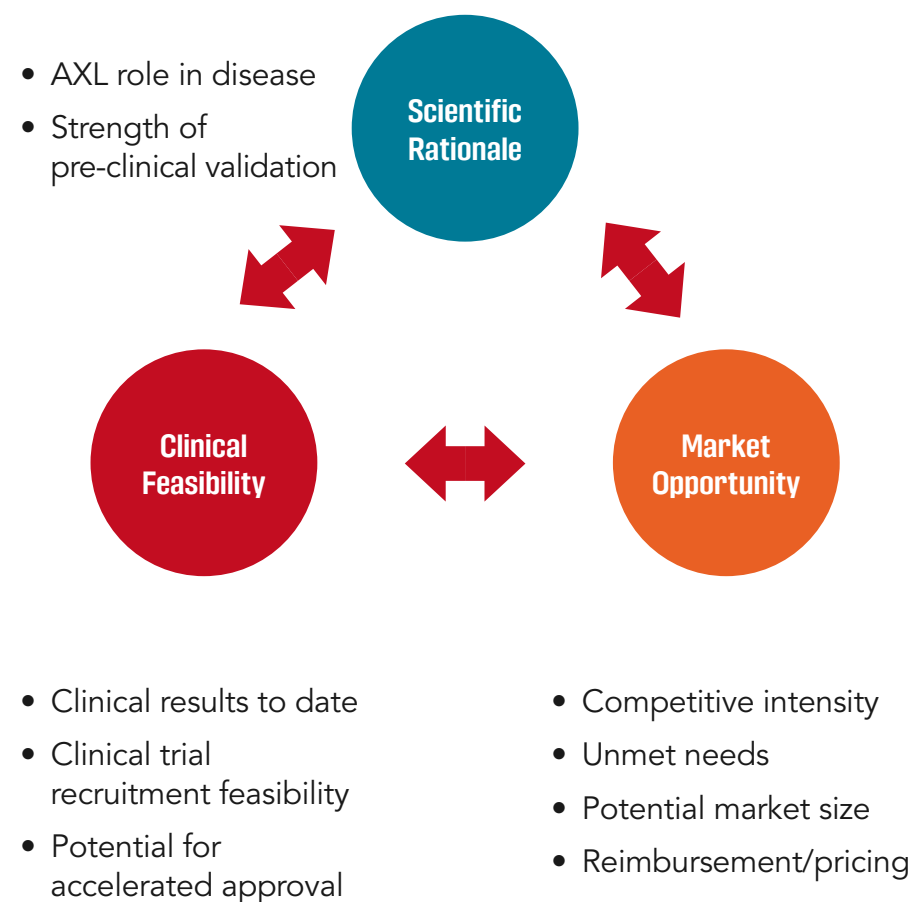 • AXL role in disease
• Strength of
pre-clinical validation
Scientific
Rationale
Clinical
Feasibility
Market
Opportunity
• Clinical results to date
• Clinical trial
recruitment feasibility
• Potential for
accelerated approval
• Competitive intensity
• Unmet needs
• Potential market size
• Reimbursement/pricing